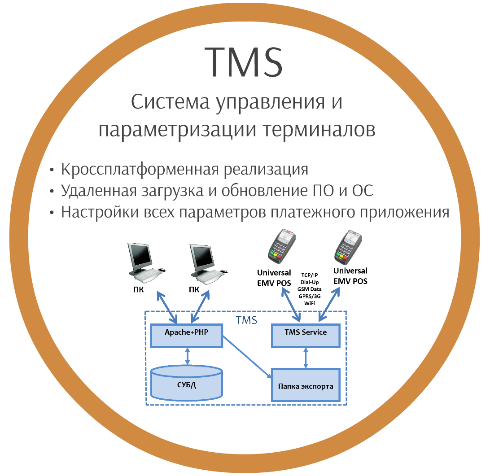 TMS
Система управления и
параметризации терминалов
• Кроссплатформенная реализация
• Удаленная загрузка и обновление ПО и ОС
• Настройки всех параметров платежного приложения
ПК
ПК
Universal
EMV POS
TCP/IP
Dial-Up
GSM Data
GPRS/3G
WiFi
Universal
EMV POS
TMS
Apache+PHP
TMS Service
СУБД
Папка экспорта